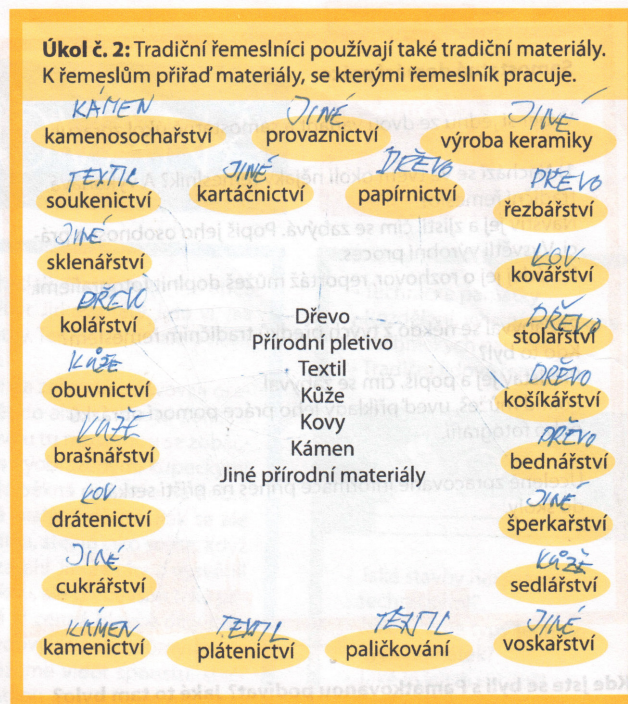 Úkol č. 2: Tradiční řemeslníci používají také tradiční materiály.
K řemeslům přiřaď materiály, se kterými řemeslník pracuje.
KÁMEN JINÉ JINÉ
kamenosochařství provaznictví výroba keramiky
TEXTIL JINÉ DŘEVO DŘEVO
soukenictví kartáčnictví papírnictví řezbářství
JINÉ KOV
sklenářství kovářství
DŘEVO DŘEVO
kolářství stolařství
Dřevo
Přírodní pletivo
KŮŽE Textil DŘEVO
obuvnictví Kůže košíkářství
KŮŽE Kovy DŘEVO
brašnářství Kámen bednářství
Jiné přírodní materiály
KOV JINÉ
drátenictví šperkařství
JINÉ KŮŽE
cukrářství sedlářství
KÁMEN TEXTIL TEXTIL JINÉ
kamenictví plátenictví paličkování voskařství